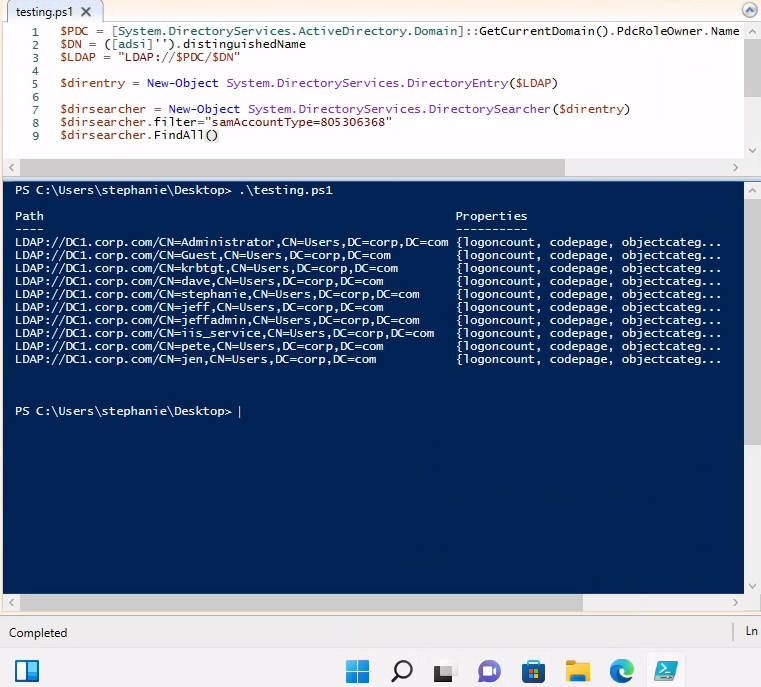 testing.ps1
1 $PDC = [System.DirectoryServices.ActiveDirectory.Domain]::GetCurrentDomain().PdcRoleOwner.Name
2 $DN = ([adsi]'').distinguishedName
3 $LDAP = "LDAP://$PDC/$DN"
4
5 $direntry = New-Object System.DirectoryServices.DirectoryEntry($LDAP)
6
7 $dirsearcher = New-Object System.DirectoryServices.DirectorySearcher($direntry)
8 $dirsearcher.filter="samAccountType=805306368"
9 $dirsearcher.FindAll()
PS C:\Users\stephanie\Desktop> .\testing.ps1
Path Properties
---- ----------
LDAP://DC1.corp.com/CN=Administrator,CN=Users,DC=corp,DC=com {logoncount, codepage, objectcateg...
LDAP://DC1.corp.com/CN=Guest,CN=Users,DC=corp,DC=com {logoncount, codepage, objectcateg...
LDAP://DC1.corp.com/CN=krbtgt,CN=Users,DC=corp,DC=com {logoncount, codepage, objectcateg...
LDAP://DC1.corp.com/CN=dave,CN=Users,DC=corp,DC=com {logoncount, codepage, objectcateg...
LDAP://DC1.corp.com/CN=stephanie,CN=Users,DC=corp,DC=com {logoncount, codepage, objectcateg...
LDAP://DC1.corp.com/CN=jeff,CN=Users,DC=corp,DC=com {logoncount, codepage, objectcateg...
LDAP://DC1.corp.com/CN=jeffadmin,CN=Users,DC=corp,DC=com {logoncount, codepage, objectcateg...
LDAP://DC1.corp.com/CN=iis_service,CN=Users,DC=corp,DC=com {logoncount, codepage, objectcateg...
LDAP://DC1.corp.com/CN=pete,CN=Users,DC=corp,DC=com {logoncount, codepage, objectcateg...
LDAP://DC1.corp.com/CN=jen,CN=Users,DC=corp,DC=com {logoncount, codepage, objectcateg...
PS C:\Users\stephanie\Desktop>
Completed Ln